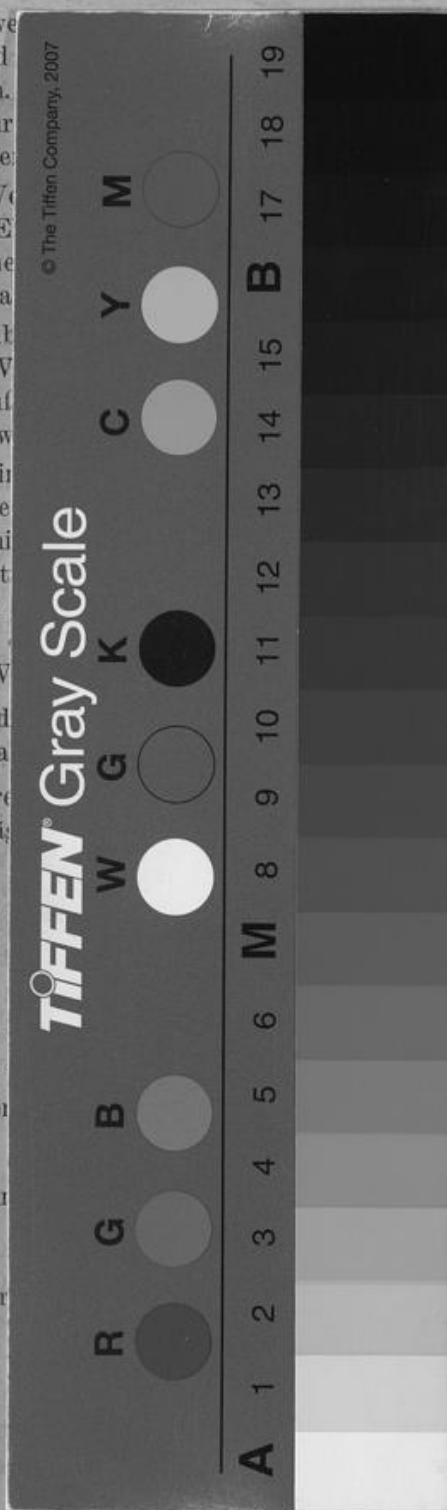 TIFFEN® Gray Scale
© The Tiffen Company, 2007
R G B W G K C Y M
A 1 2 3 4 5 6 M 8 9 10 11 12 13 14 15 B 17 18 19